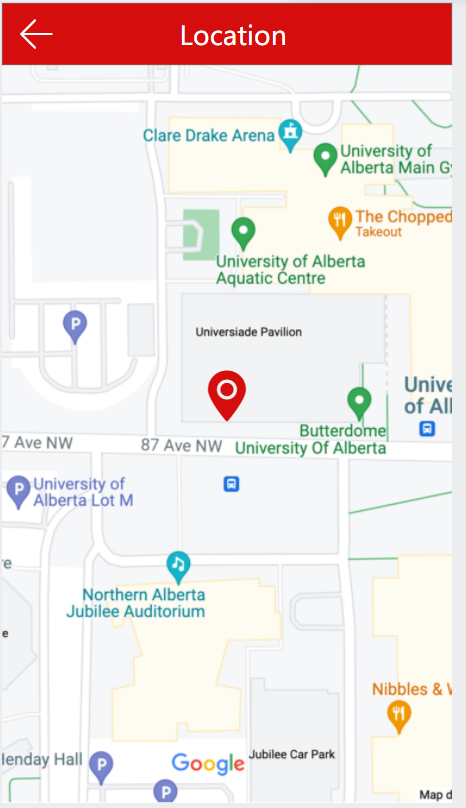 Location
Clare Drake Arena
University of
Alberta Main Gy
The Chopped
Takeout
University of Alberta
Aquatic Centre
P
Universiade Pavilion
Unive
of All
Butterdome
University Of Alberta
7 Ave NW
87 Ave NW
P
University of
Alberta Lot M
re
Northern Alberta
Jubilee Auditorium
e
Nibbles & W
lenday Hall
P
Google
Jubilee Car Park
P
Map d